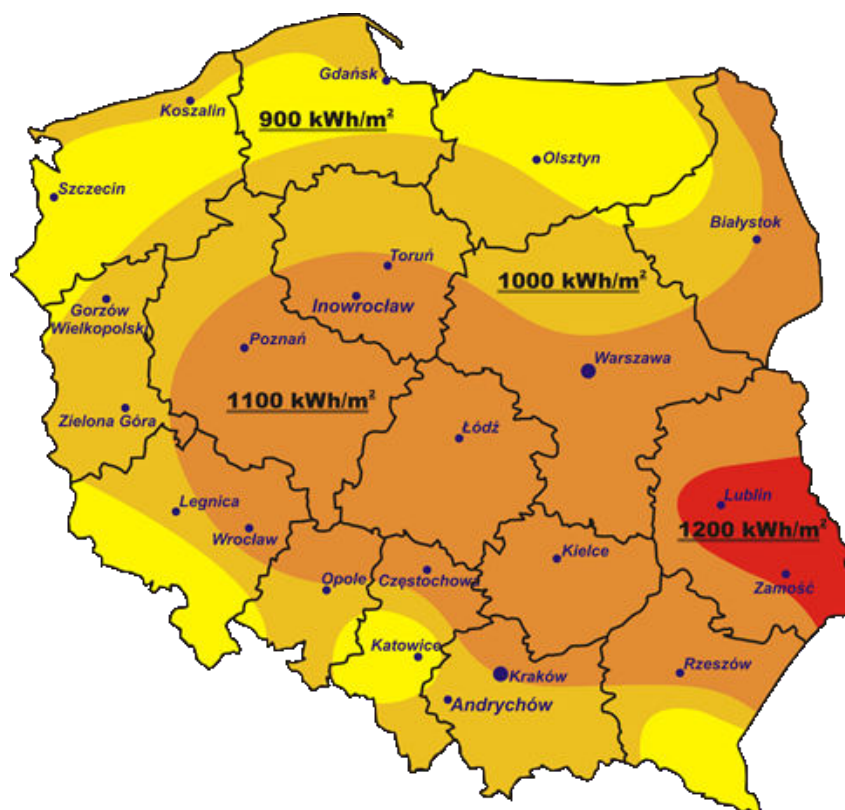 Gdańsk
Koszalin
900 kWh/m²
Olsztyn
Szczecin
Białystok
Toruń
1000 kWh/m²
Gorzów
Wielkopolski
Inowrocław
Poznań
Warszawa
1100 kWh/m²
Zielona Góra
Łódź
Legnica
Lublin
Wrocław
1200 kWh/m²
Kielce
Opole
Częstochowa
Zamość
Katowice
Kraków
Rzeszów
Andrychów